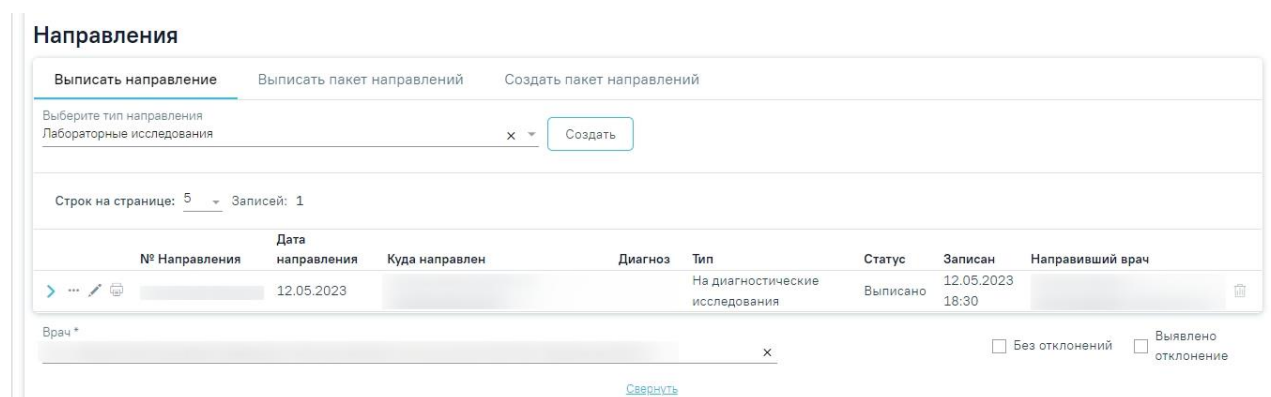 Направления
Выписать направление Выписать пакет направлений Создать пакет направлений
Выберите тип направления
Лабораторные исследования
Создать
Строк на странице: 5 Записей: 1
№ Направления Дата направления Куда направлен Диагноз Тип Статус Записан Направивший врач
12.05.2023 На диагностические исследования Выписано 12.05.2023 18:30
Врач *
Без отклонений Выявлено отклонение
Свернуть